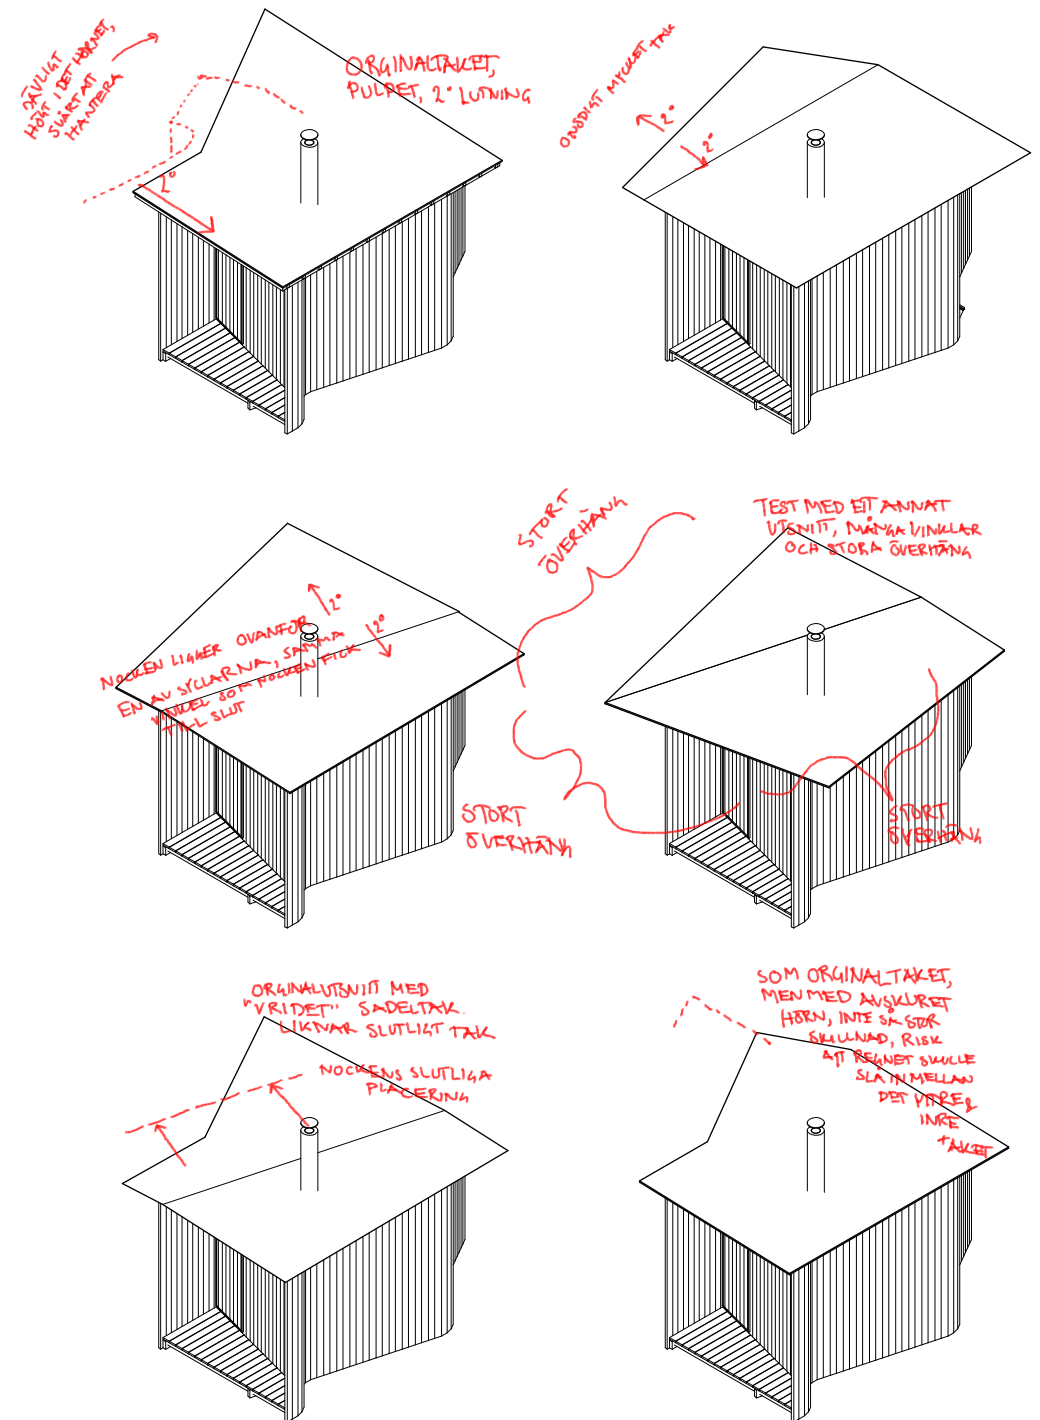 JÄVLIGT
HÖGT I DET HÖRNET,
SVÅRT ATT
HANTERA
ORGINALTAKET,
PULPET, 2° LUTNING
2°
ONÖDIGT MYCKET TAK
2°
2°
NOCKEN LIGGER OVANFÖR
EN AV SYLLARNA, SAMMA
VINKEL SOM NOCKEN FICK
TILL SLUT
2°
2°
STORT
ÖVERHÄNG
TEST MED ETT ANNAT
UTSNITT, MÅNGA VINKLAR
OCH STORA ÖVERHÄNG
STORT
ÖVERHÄNG
STORT
ÖVERHÄNG
ORGINALUTSNITT MED
"VRIDET" SADELTAK.
LIKNAR SLUTLIGT TAK
NOCKENS SLUTLIGA
PLACERING
SOM ORGINALTAKET,
MEN MED AVSKURET
HÖRN, INTE SÅ STOR
SKILLNAD, RISK
ATT REGNET SKULLE
SLÅ IN MELLAN
DET YTTRE &
INRE
TAKET